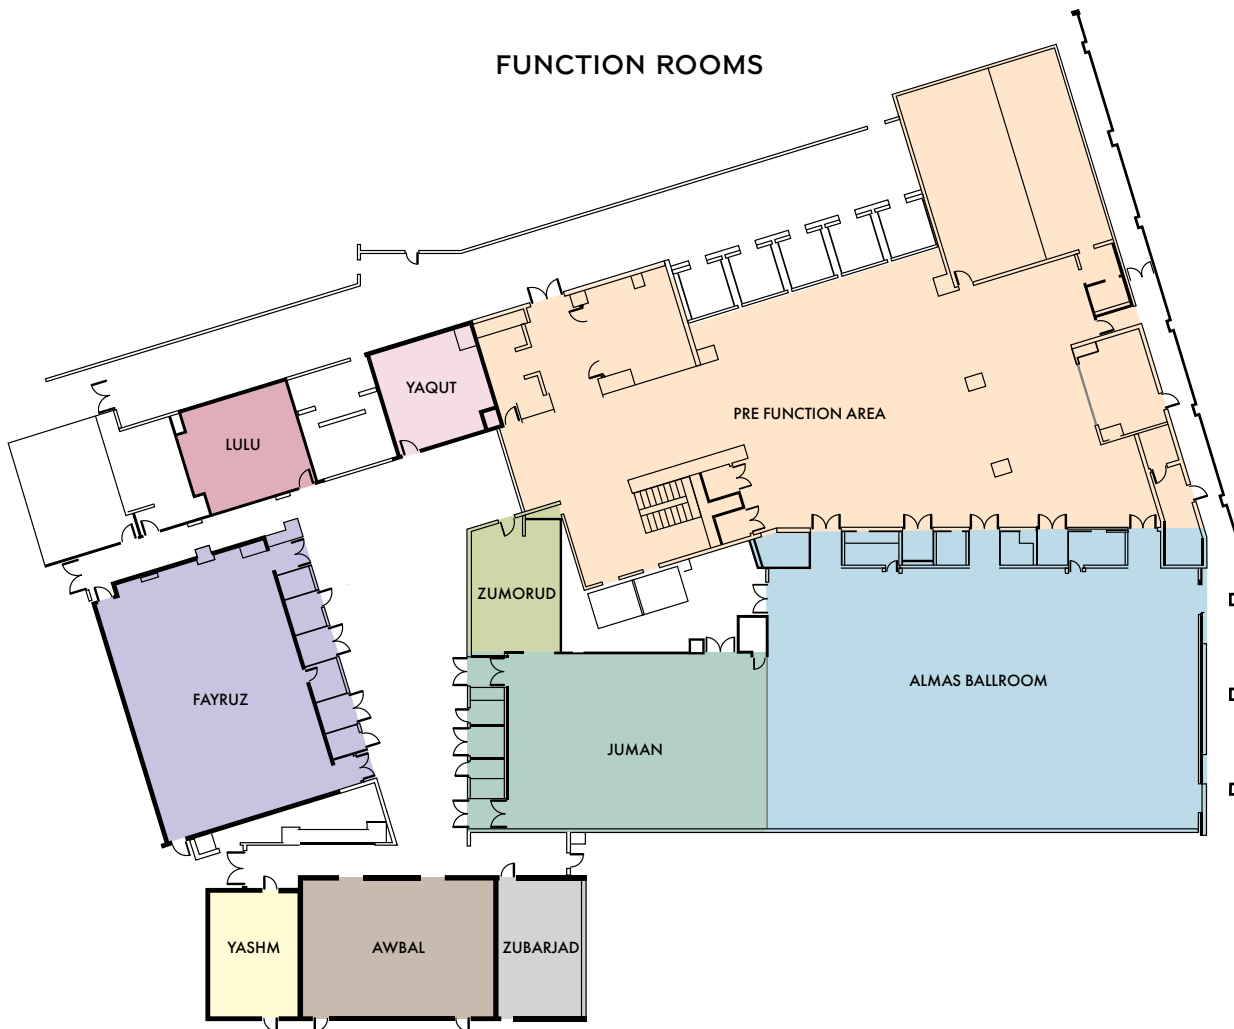 FUNCTION ROOMS
YAQUT
PRE FUNCTION AREA
LULU
ZUMORUD
ALMAS BALLROOM
FAYRUZ
JUMAN
YASHM
AWBAL
ZUBARJAD